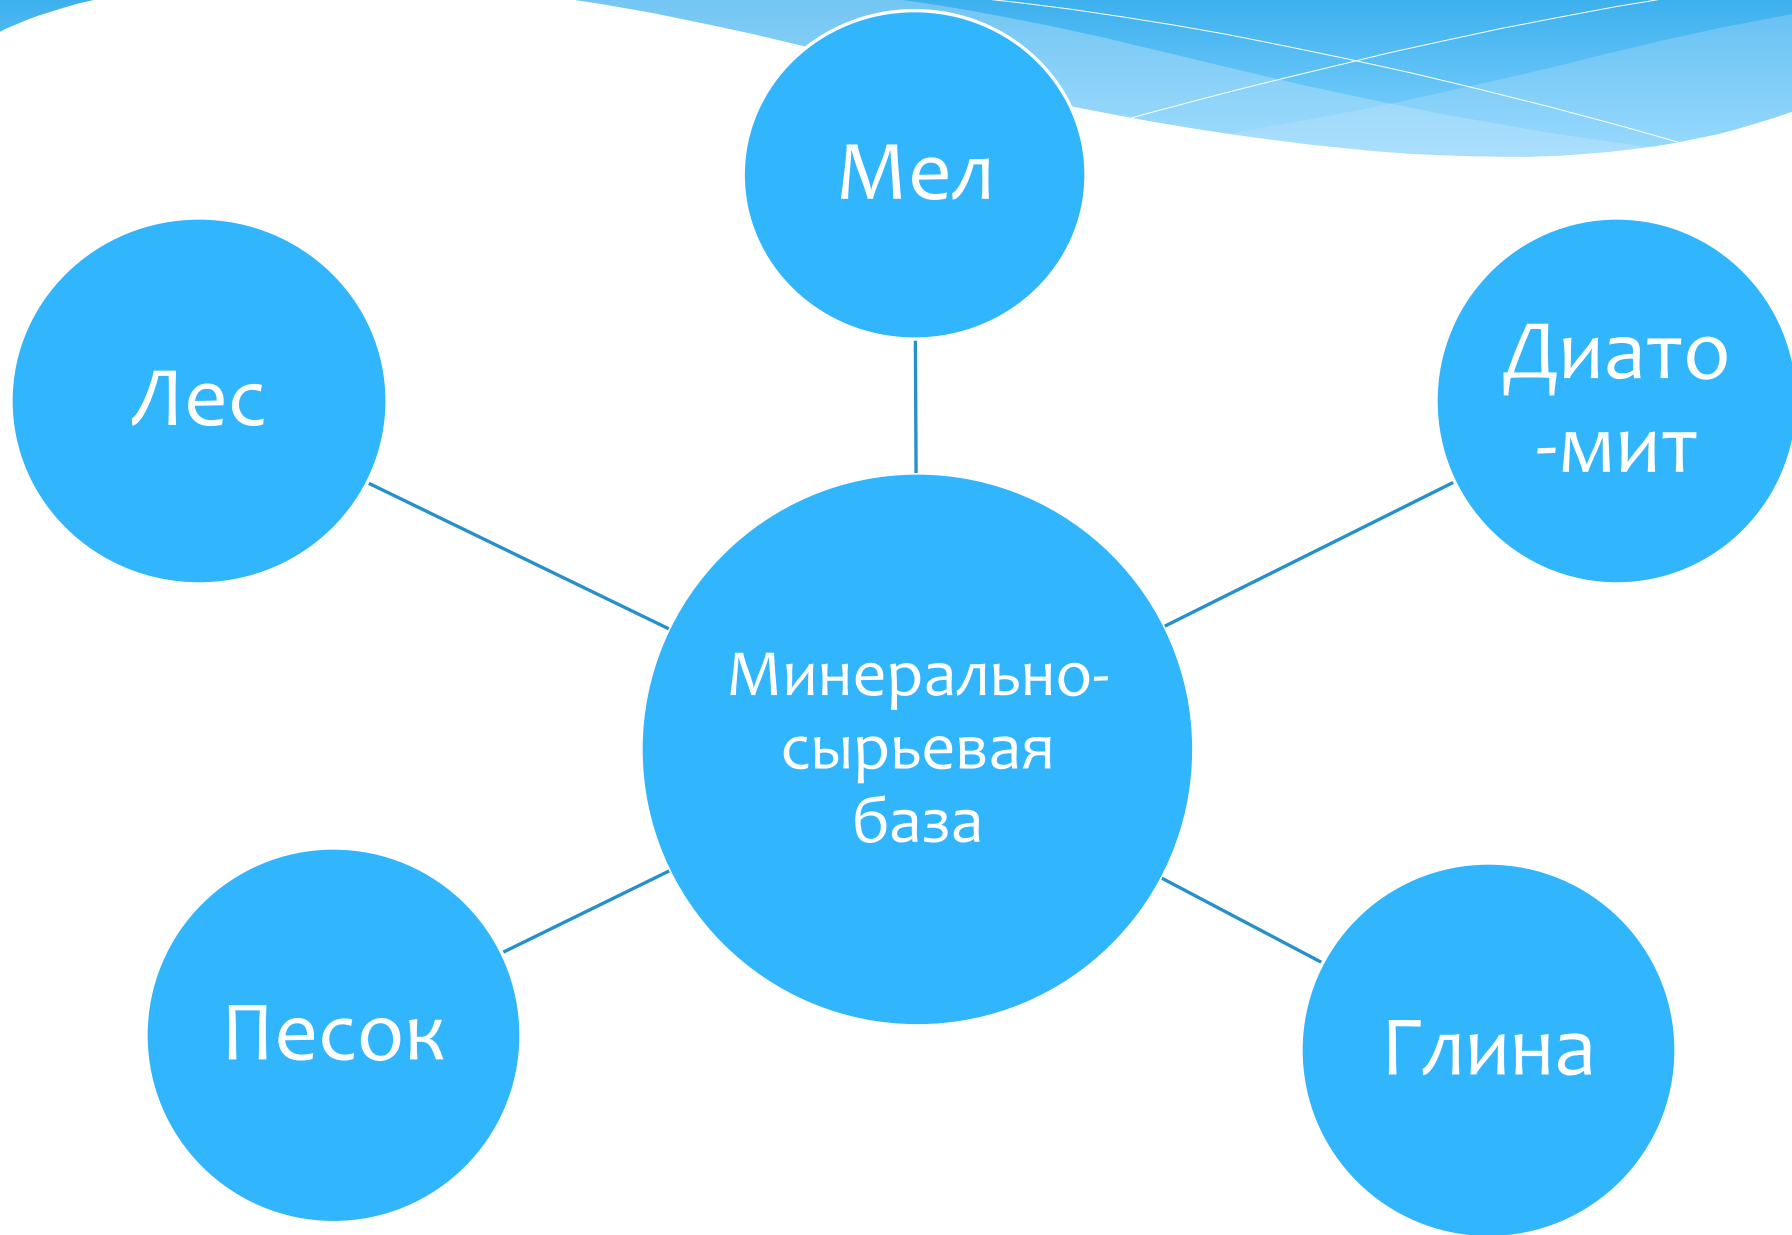 Мел
Лес
Диато
-мит
Минерально-
сырьевая
база
Песок
Глина